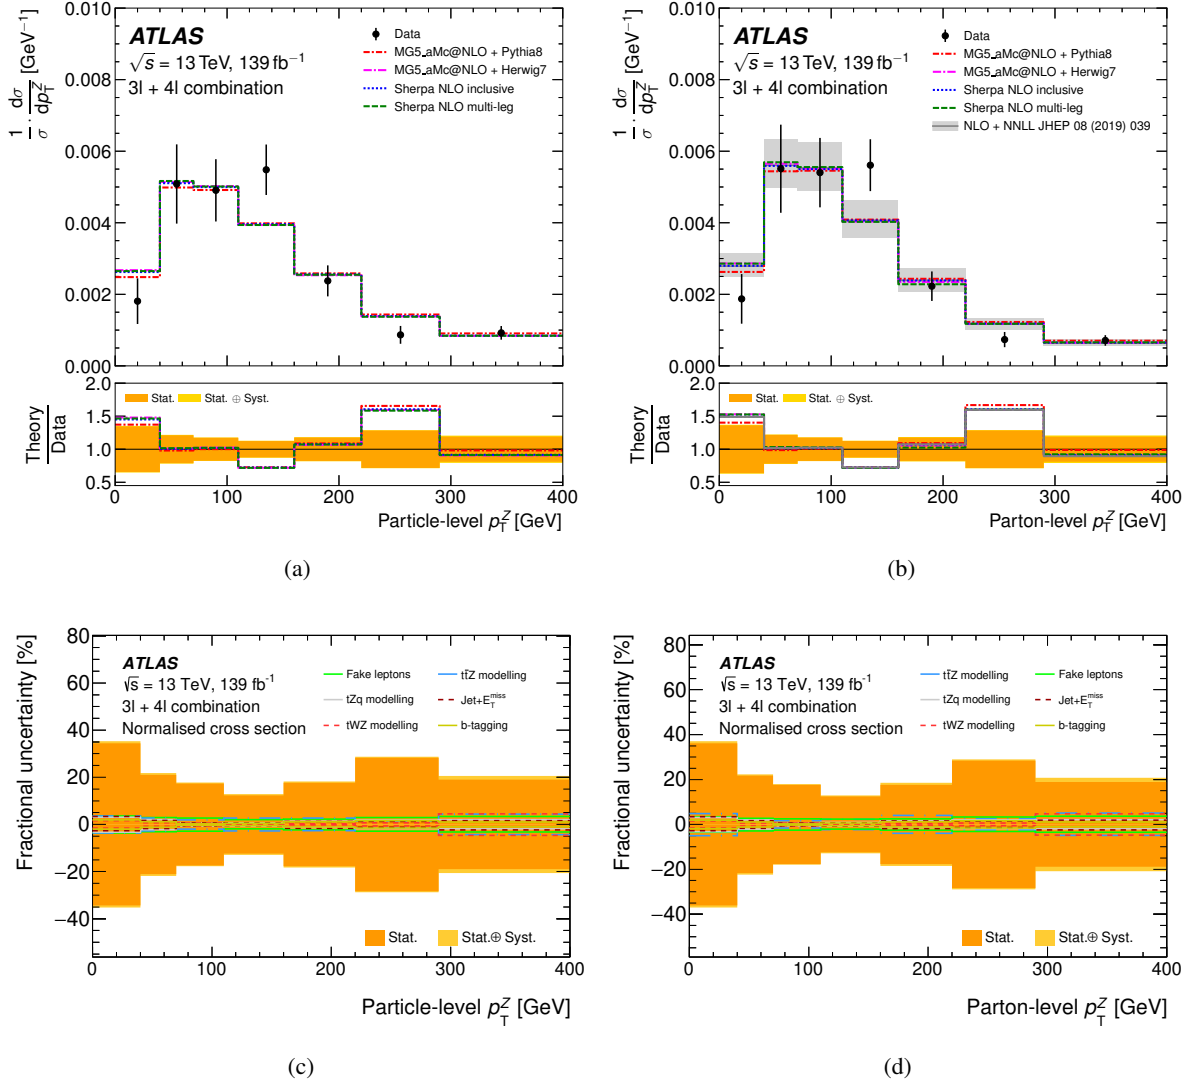 ATLAS
√s = 13 TeV, 139 fb⁻¹
3l + 4l combination
Data
MG5_aMc@NLO + Pythia8
MG5_aMc@NLO + Herwig7
Sherpa NLO inclusive
Sherpa NLO multi-leg
1/σ · dσ/dp_T^Z [GeV⁻¹]
0.010
0.008
0.006
0.004
0.002
0.000
Stat.
Stat. ⊕ Syst.
Theory
Data
2.0
1.5
1.0
0.5
0 100 200 300 400
Particle-level p_T^Z [GeV]
(a)
ATLAS
√s = 13 TeV, 139 fb⁻¹
3l + 4l combination
Data
MG5_aMc@NLO + Pythia8
MG5_aMc@NLO + Herwig7
Sherpa NLO inclusive
Sherpa NLO multi-leg
NLO + NNLL JHEP 08 (2019) 039
1/σ · dσ/dp_T^Z [GeV⁻¹]
0.010
0.008
0.006
0.004
0.002
0.000
Stat.
Stat. ⊕ Syst.
Theory
Data
2.0
1.5
1.0
0.5
0 100 200 300 400
Parton-level p_T^Z [GeV]
(b)
Fractional uncertainty [%]
80
60
40
20
0
−20
−40
ATLAS
√s = 13 TeV, 139 fb⁻¹
3l + 4l combination
Normalised cross section
Fake leptons
tt̄Z modelling
tZq modelling
Jet+E_T^miss
tWZ modelling
b-tagging
Stat.
Stat.⊕ Syst.
0 100 200 300 400
Particle-level p_T^Z [GeV]
(c)
Fractional uncertainty [%]
80
60
40
20
0
−20
−40
ATLAS
√s = 13 TeV, 139 fb⁻¹
3l + 4l combination
Normalised cross section
tt̄Z modelling
Fake leptons
tZq modelling
Jet+E_T^miss
tWZ modelling
b-tagging
Stat.
Stat.⊕ Syst.
0 100 200 300 400
Parton-level p_T^Z [GeV]
(d)